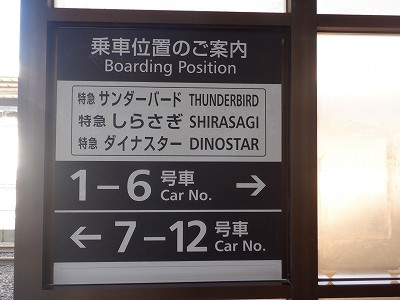 乗車位置のご案内
Boarding Position
特急 サンダーバード THUNDERBIRD
特急 しらさぎ SHIRASAGI
特急 ダイナスター DINOSTAR
1－6 号車 Car No. →
← 7－12 号車 Car No.